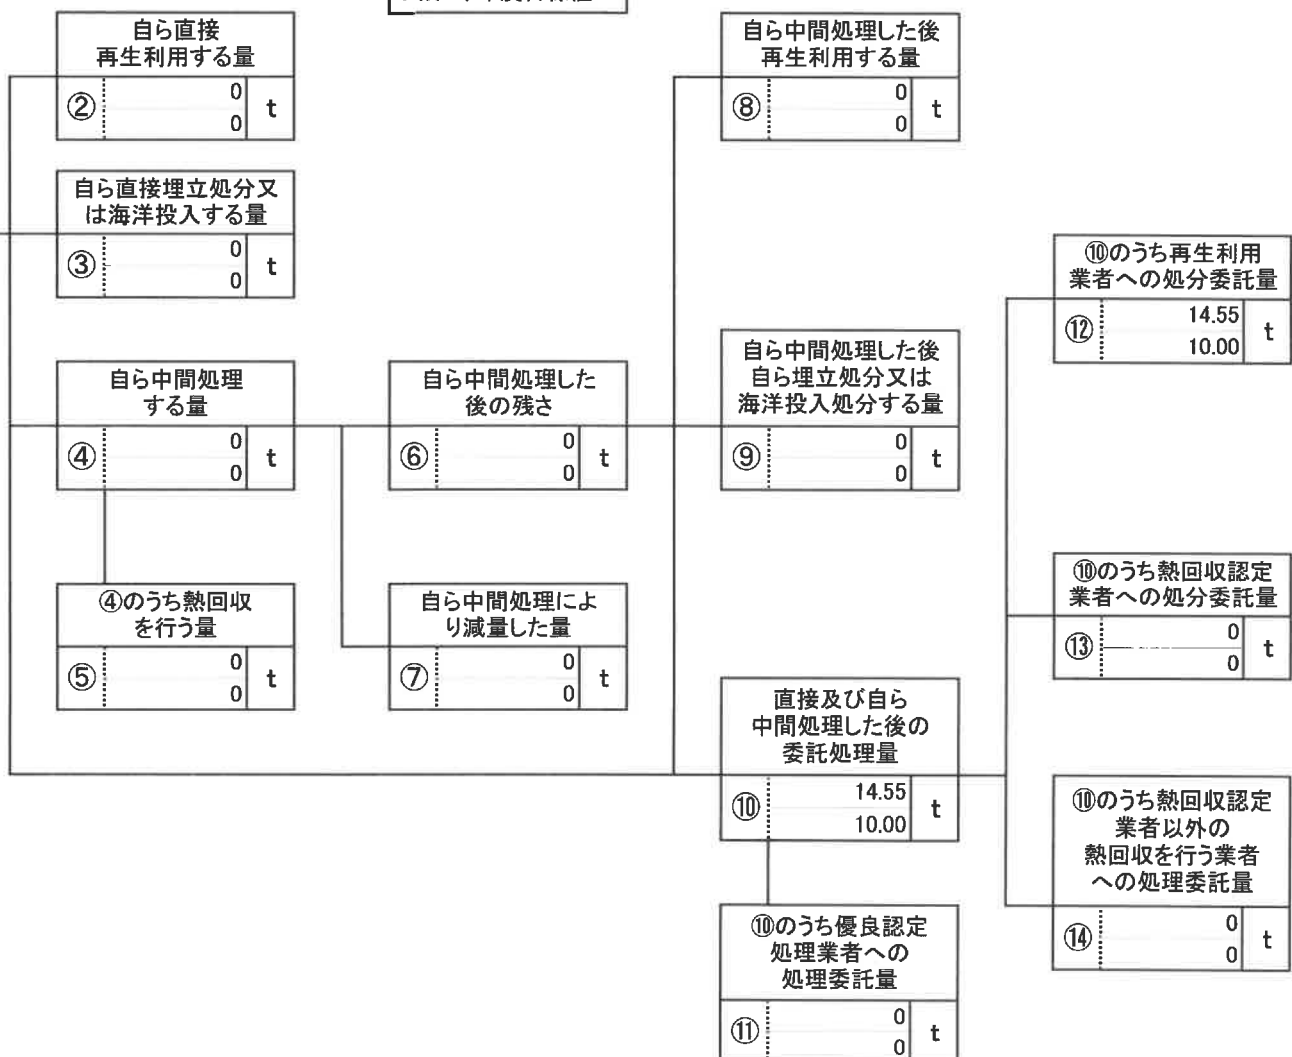 自ら直接
再生利用する量
②
0
0
t
自ら直接埋立処分又
は海洋投入する量
③
0
0
t
自ら中間処理
する量
④
0
0
t
④のうち熱回収
を行う量
⑤
0
0
t
自ら中間処理した
後の残さ
⑥
0
0
t
自ら中間処理によ
り減量した量
⑦
0
0
t
自ら中間処理した後
再生利用する量
⑧
0
0
t
自ら中間処理した後
自ら埋立処分又は
海洋投入処分する量
⑨
0
0
t
直接及び自ら
中間処理した後の
委託処理量
⑩
14.55
10.00
t
⑩のうち優良認定
処理業者への
処理委託量
⑪
0
0
t
⑩のうち再生利用
業者への処分委託量
⑫
14.55
10.00
t
⑩のうち熱回収認定
業者への処分委託量
⑬
0
0
t
⑩のうち熱回収認定
業者以外の
熱回収を行う業者
への処理委託量
⑭
0
0
t